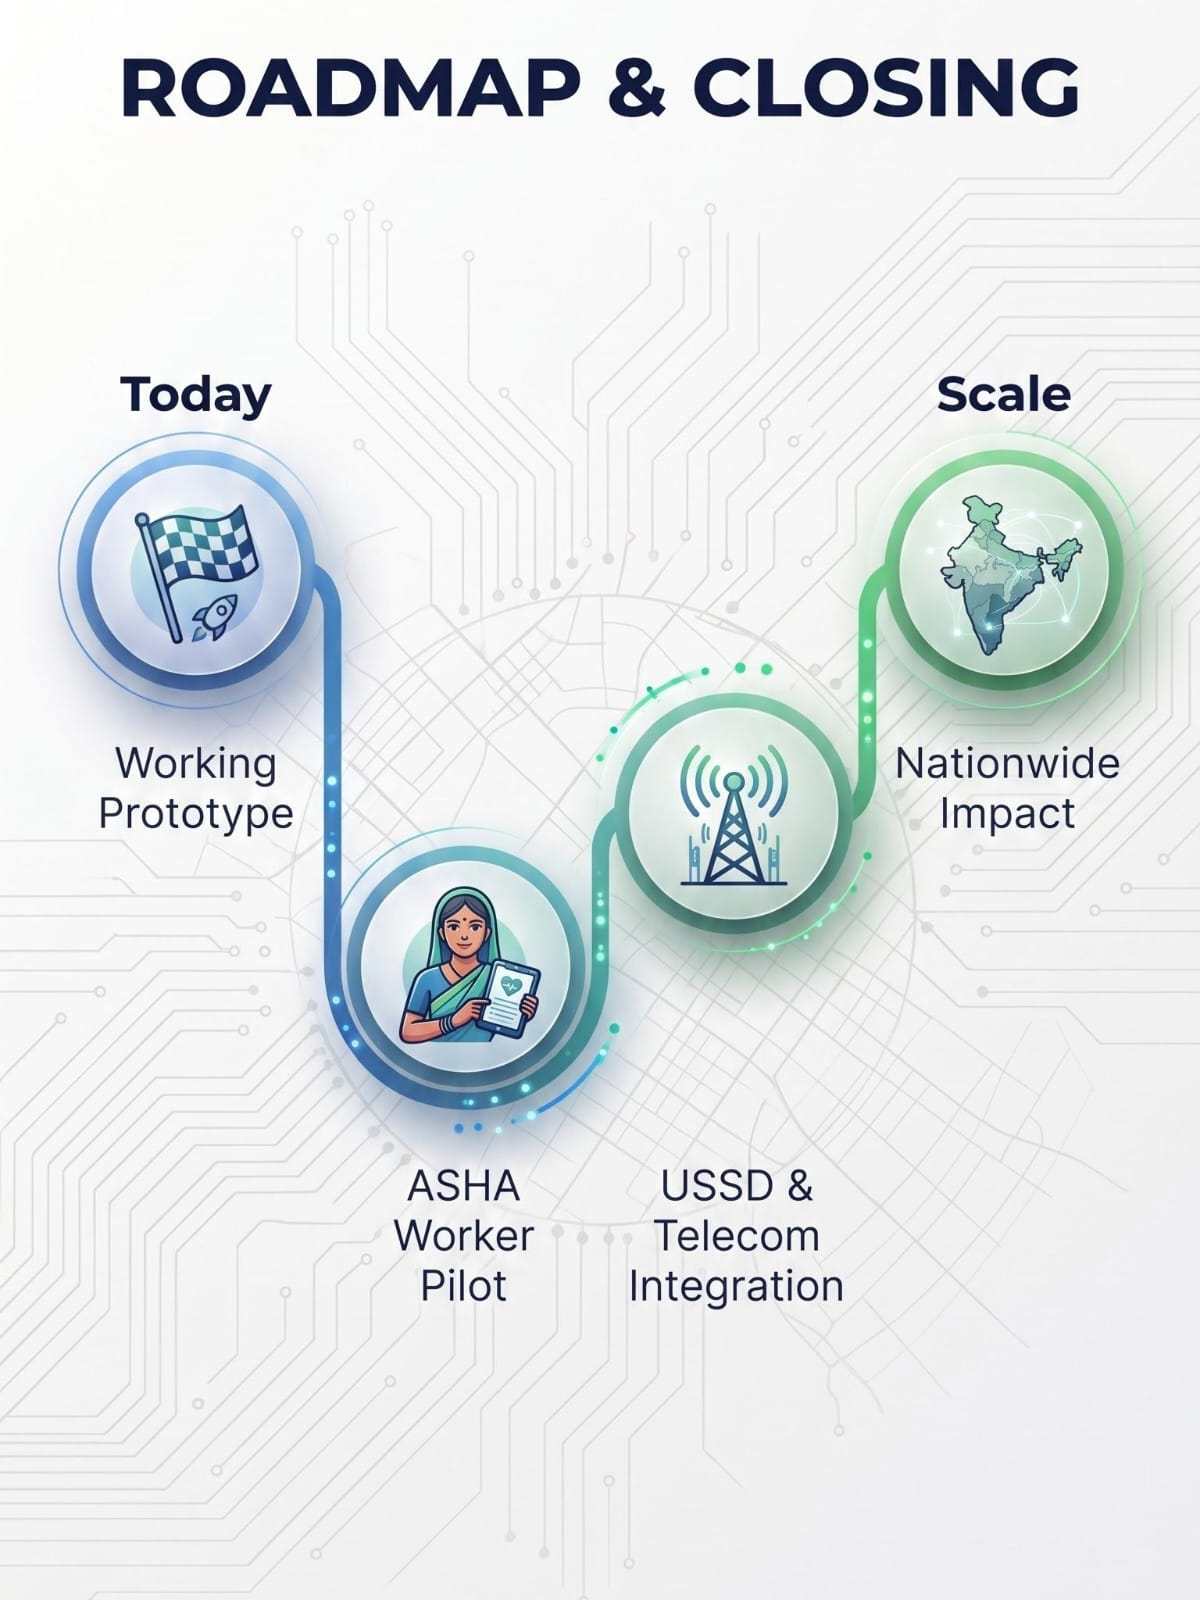 ROADMAP & CLOSING
Today
Scale
Working
Prototype
Nationwide
Impact
ASHA
Worker
Pilot
USSD &
Telecom
Integration